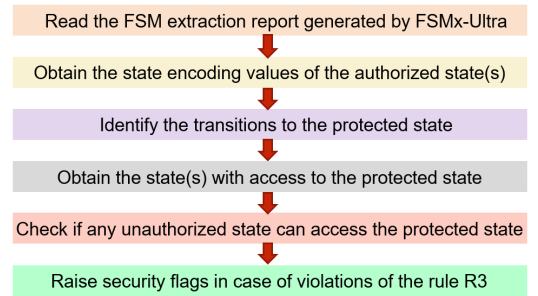 Read the FSM extraction report generated by FSMx-Ultra
Obtain the state encoding values of the authorized state(s)
Identify the transitions to the protected state
Obtain the state(s) with access to the protected state
Check if any unauthorized state can access the protected state
Raise security flags in case of violations of the rule R3